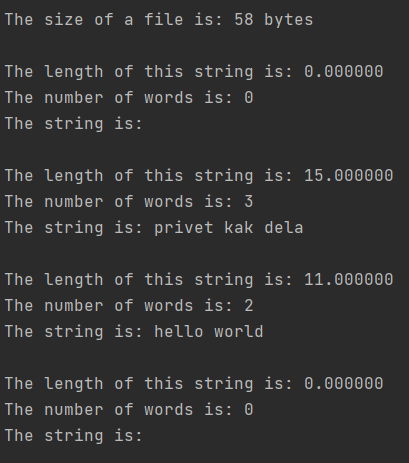 The size of a file is: 58 bytes
The length of this string is: 0.000000
The number of words is: 0
The string is:
The length of this string is: 15.000000
The number of words is: 3
The string is: privet kak dela
The length of this string is: 11.000000
The number of words is: 2
The string is: hello world
The length of this string is: 0.000000
The number of words is: 0
The string is: